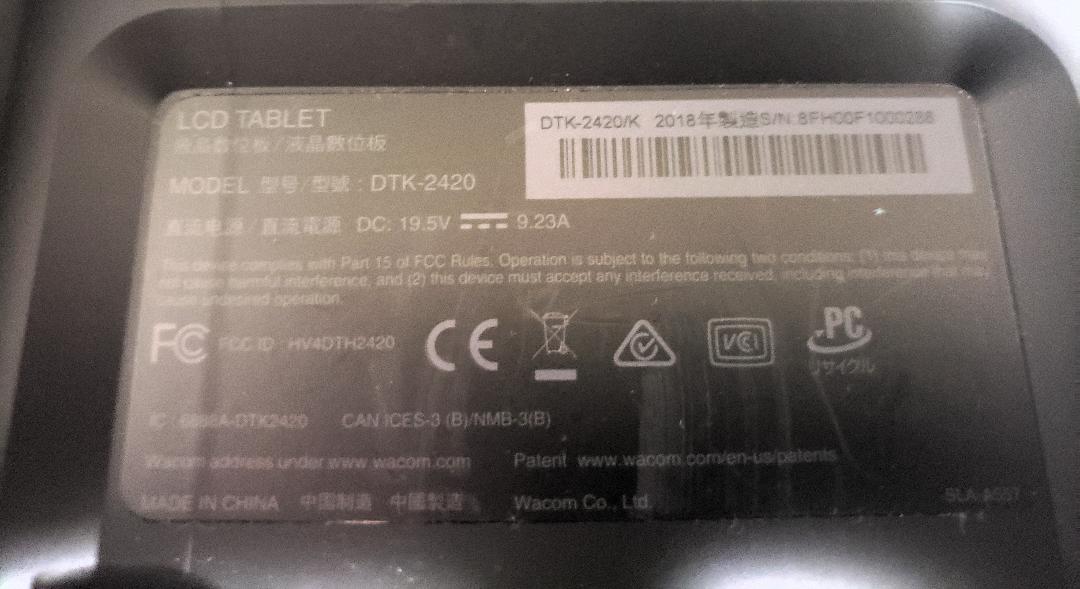 LCD TABLET
液晶數位板/液晶數位板
DTK-2420/K 2018年製造S/N 8FH00F1000288
MODEL 型号/型號 : DTK-2420
直流电源 / 直流電源 DC: 19.5V 9.23A
This device complies with Part 15 of FCC Rules. Operation is subject to the following two conditions: (1) this device may
not cause harmful interference, and (2) this device must accept any interference received, including interference that may
cause undesired operation.
FC FCC ID : HV4DTH2420 CE VCI PC
リサイクル
IC : A-DTK2420 CAN ICES-3 (B)/NMB-3(B)
Wacom address under www.wacom.com Patent www.wacom.com/en-us/patents
MADE IN CHINA 中国制造 中國製造 Wacom Co., Ltd.